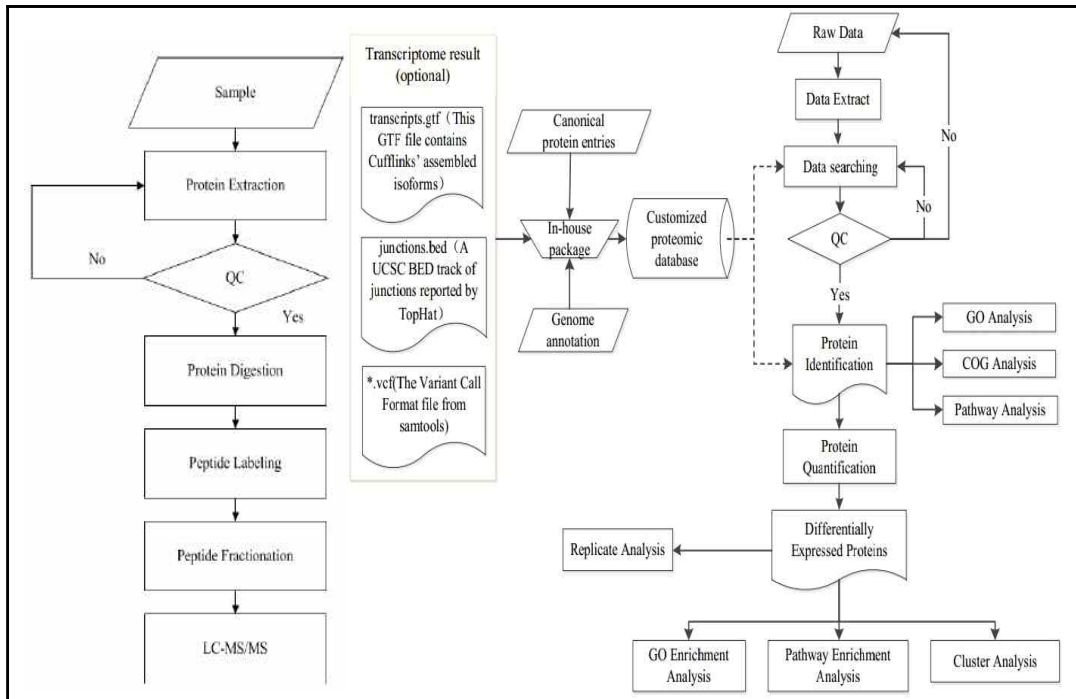 Sample
Protein Extraction
No
QC
Yes
Protein Digestion
Peptide Labeling
Peptide Fractionation
LC-MS/MS
Transcriptome result
(optional)
transcripts.gtf（This
GTF file contains
Cufflinks’ assembled
isoforms）
junctions.bed（A
UCSC BED track of
junctions reported by
TopHat)
*.vcf(The Variant Call
Format file from
samtools)
Canonical
protein entries
In-house
package
Genome
annotation
Customized
proteomic
database
Raw Data
Data Extract
No
Data searching
No
QC
Yes
Protein
Identification
GO Analysis
COG Analysis
Pathway Analysis
Protein
Quantification
Differentially
Expressed Proteins
Replicate Analysis
GO Enrichment
Analysis
Pathway Enrichment
Analysis
Cluster Analysis